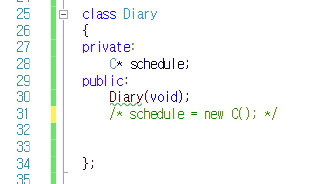 25 class Diary
26 {
27 private:
28 C* schedule;
29 public:
30 Diary(void);
31 /* schedule = new C(); */
32
33
34 };
35